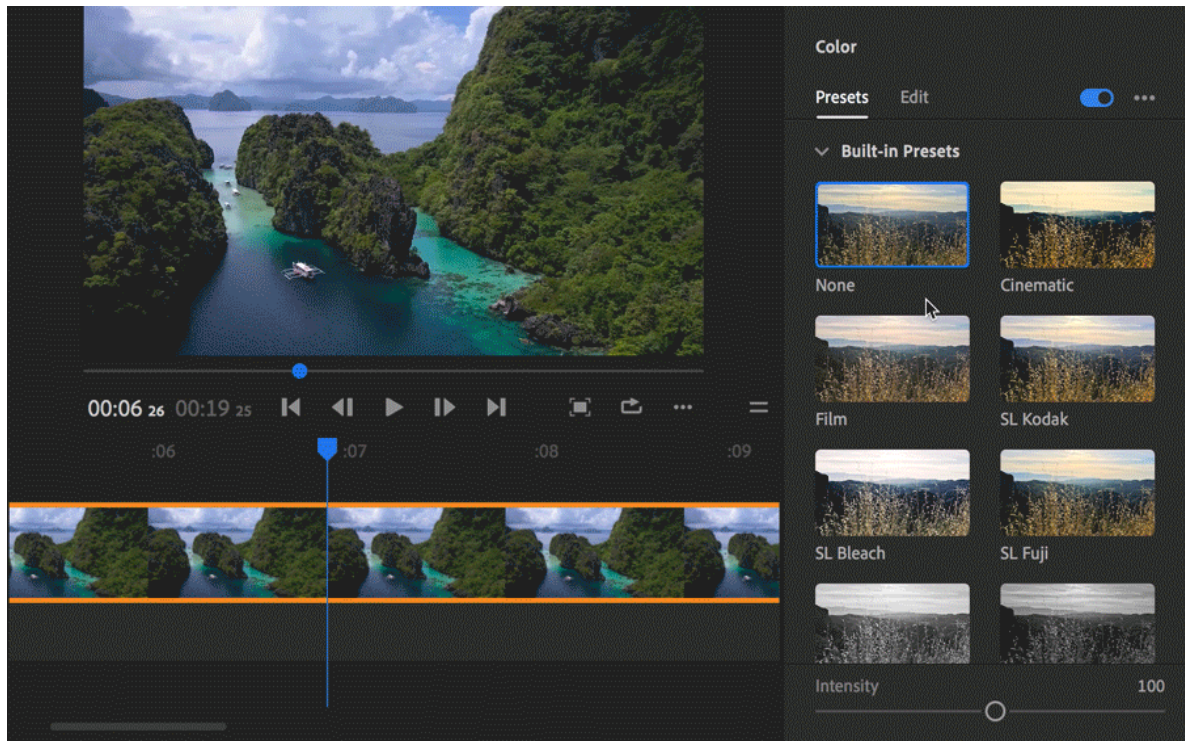 Color
Presets Edit
Built-in Presets
None Cinematic
Film SL Kodak
SL Bleach SL Fuji
Intensity 100
00:06 26 00:19 25
:06 :07 :08 :09